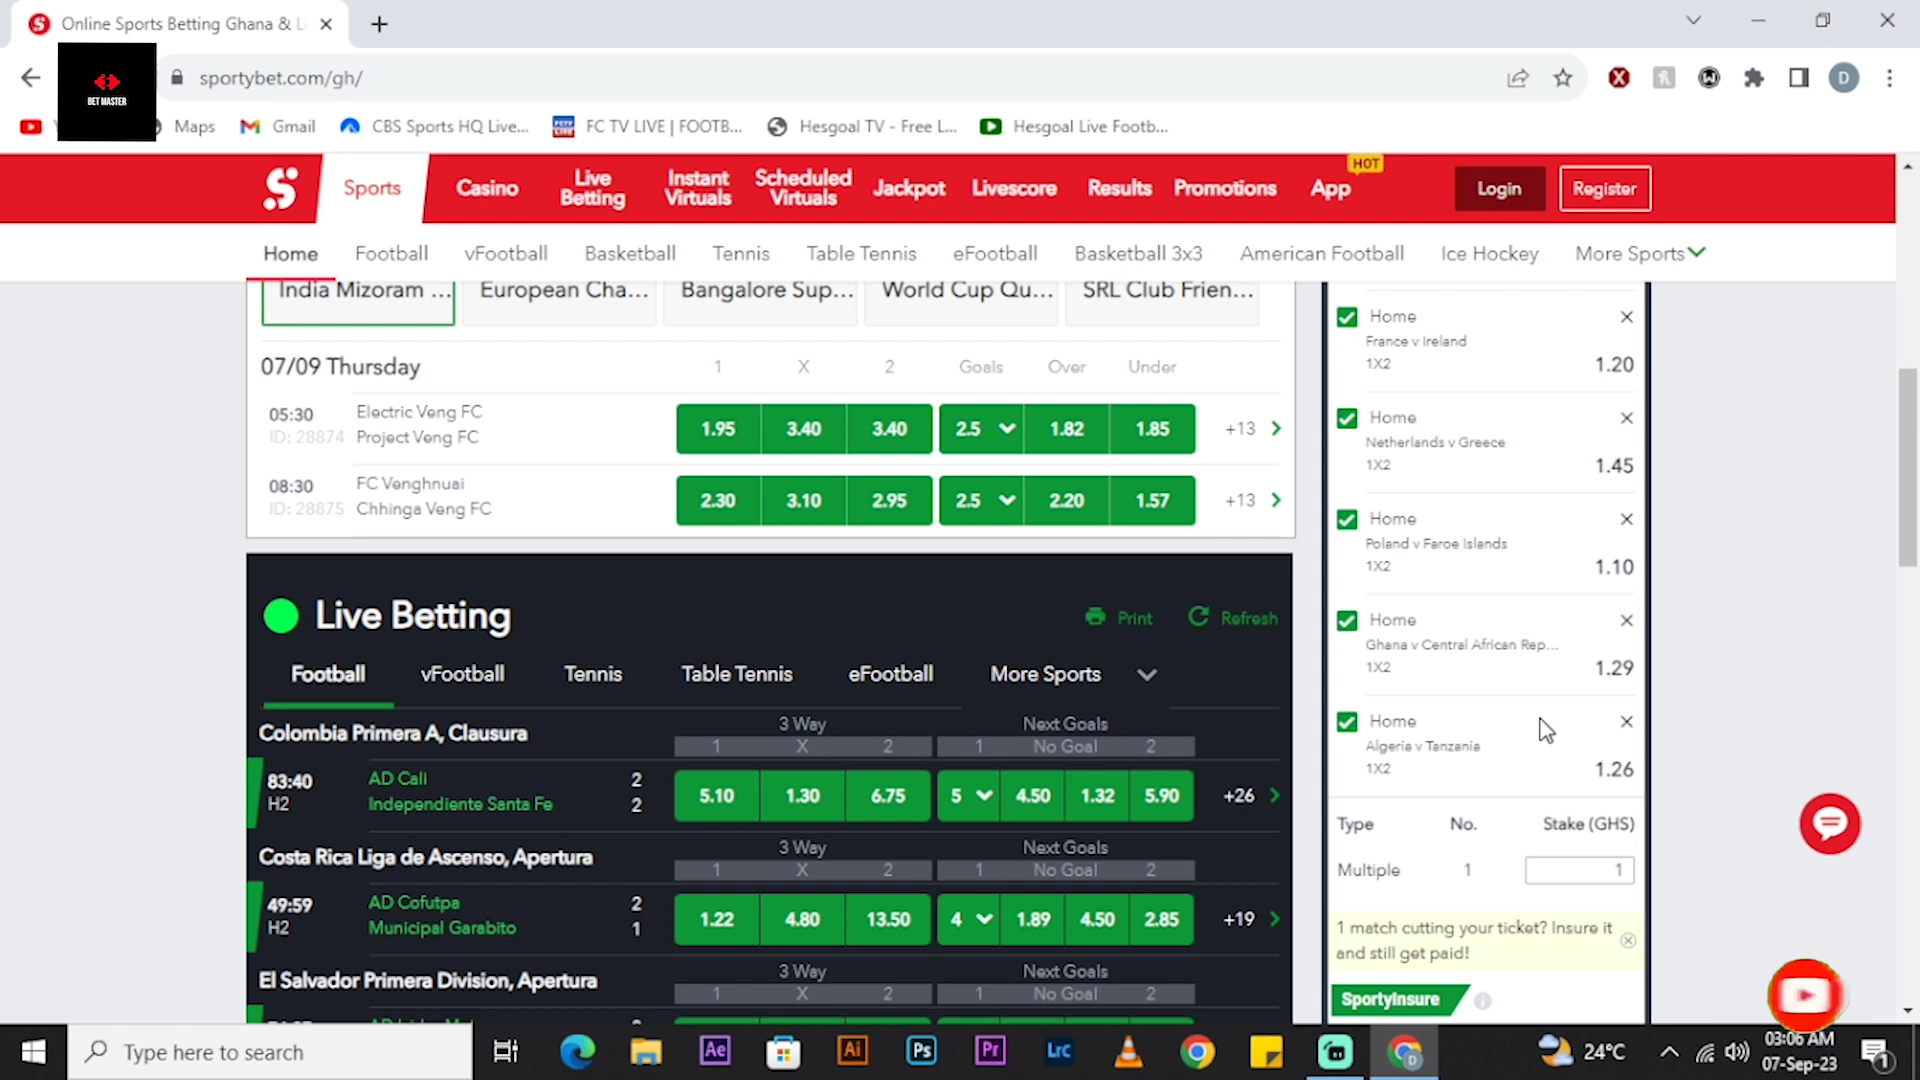 Online Sports Betting Ghana & Li
BET MASTER
sportybet.com/gh/
D
Maps
Gmail
CBS Sports HQ Live...
FC TV LIVE | FOOTB...
Hesgoal TV - Free L...
Hesgoal Live Footb...
Sports
Casino
Live Betting
Instant Virtuals
Scheduled Virtuals
Jackpot
Livescore
Results
Promotions
App
HOT
Login
Register
Home
Football
vFootball
Basketball
Tennis
Table Tennis
eFootball
Basketball 3x3
American Football
Ice Hockey
More Sports
India Mizoram ...
European Cha...
Bangalore Sup...
World Cup Qu...
SRL Club Frien...
07/09 Thursday 1 X 2 Goals Over Under
05:30 Electric Veng FC
ID: 28874 Project Veng FC
1.95 3.40 3.40 2.5 1.82 1.85 +13
08:30 FC Venghnuai
ID: 28875 Chhinga Veng FC
2.30 3.10 2.95 2.5 2.20 1.57 +13
Live Betting
Print
Refresh
Football
vFootball
Tennis
Table Tennis
eFootball
More Sports
Colombia Primera A, Clausura
3 Way Next Goals
1 X 2 1 No Goal 2
83:40 AD Cali 2
H2 Independiente Santa Fe 2
5.10 1.30 6.75 5 4.50 1.32 5.90 +26
Costa Rica Liga de Ascenso, Apertura
3 Way Next Goals
1 X 2 1 No Goal 2
49:59 AD Cofutpa 2
H2 Municipal Garabito 1
1.22 4.80 13.50 4 1.89 4.50 2.85 +19
El Salvador Primera Division, Apertura
3 Way Next Goals
1 X 2 1 No Goal 2
Home
France v Ireland
1X2 1.20
Home
Netherlands v Greece
1X2 1.45
Home
Poland v Faroe Islands
1X2 1.10
Home
Ghana v Central African Rep...
1X2 1.29
Home
Algeria v Tanzania
1X2 1.26
Type No. Stake (GHS)
Multiple 1 1
1 match cutting your ticket? Insure it
and still get paid!
SportyInsure
Type here to search
Ae
Ai
Ps
Pr
Lrc
24°C
03:06 AM
07-Sep-23
1